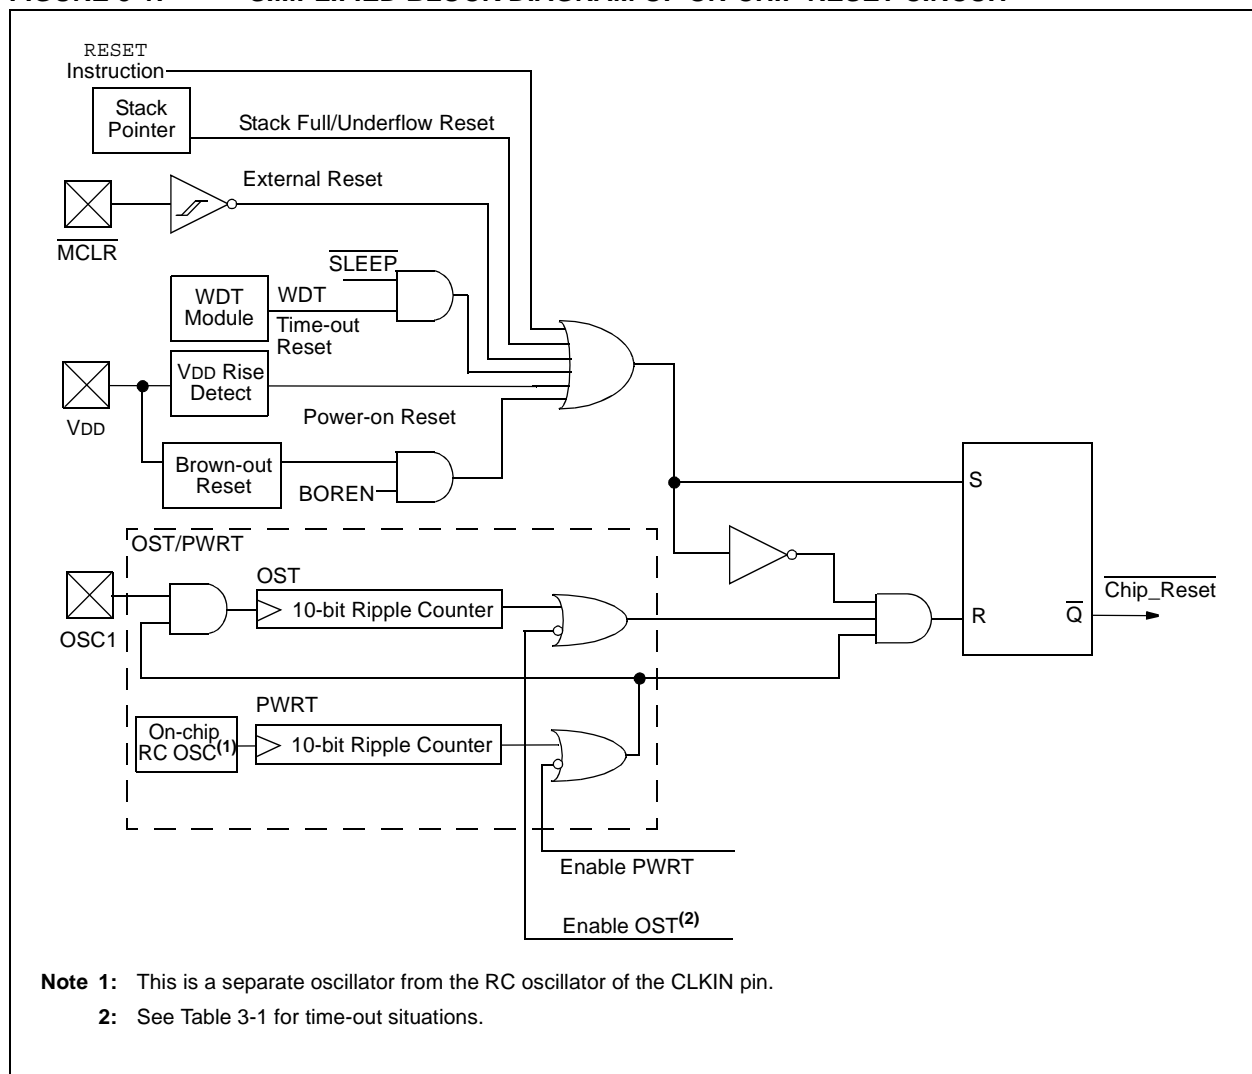 RESET
Instruction
Stack
Pointer
Stack Full/Underflow Reset
External Reset
MCLR
SLEEP
WDT
Module
WDT
Time-out
Reset
VDD Rise
Detect
VDD
Power-on Reset
Brown-out
Reset
BOREN
S
OST/PWRT
OST
10-bit Ripple Counter
OSC1
Chip_Reset
R
Q
PWRT
On-chip
RC OSC(1)
10-bit Ripple Counter
Enable PWRT
Enable OST(2)
Note 1: This is a separate oscillator from the RC oscillator of the CLKIN pin.
2: See Table 3-1 for time-out situations.